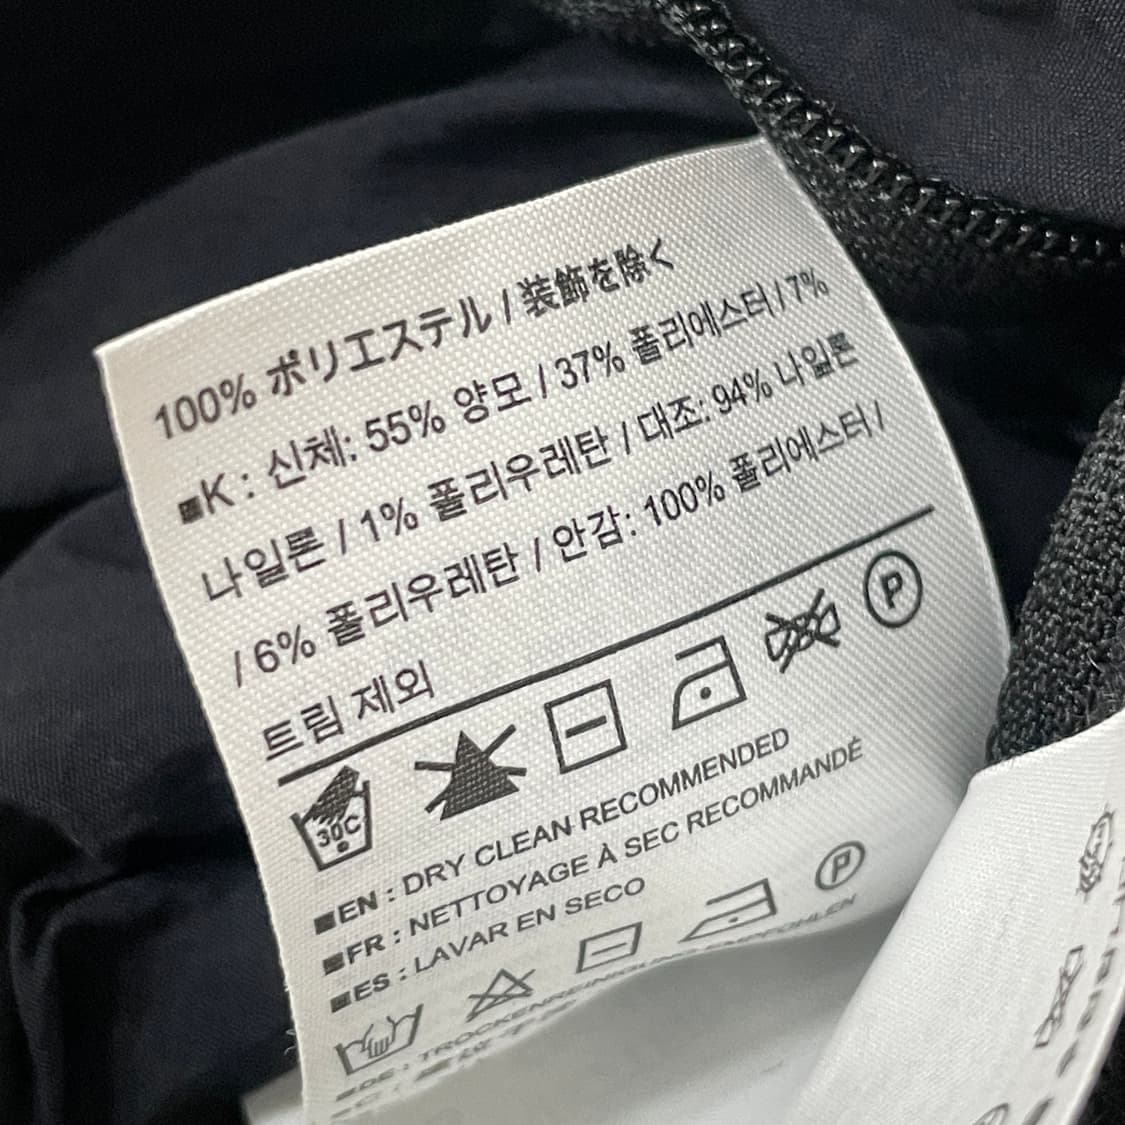 100% ポリエステル / 装飾を除く
■K : 신체: 55% 양모 / 37% 폴리에스터 / 7%
나일론 / 1% 폴리우레탄 / 대조: 94% 나일론
/ 6% 폴리우레탄 / 안감: 100% 폴리에스터 /
트림 제외
30C
P
■EN : DRY CLEAN RECOMMENDED
■FR : NETTOYAGE À SEC RECOMMANDÉ
■ES : LAVAR EN SECO
P
■DE : TROCKENREINIGUNG EMPFOHLEN